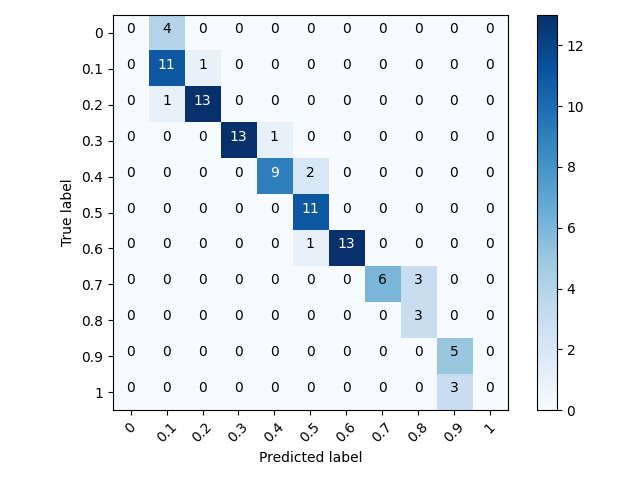 0 0 4 0 0 0 0 0 0 0 0 0
0.1 0 11 1 0 0 0 0 0 0 0 0
0.2 0 1 13 0 0 0 0 0 0 0 0
0.3 0 0 0 13 1 0 0 0 0 0 0
0.4 0 0 0 0 9 2 0 0 0 0 0
0.5 0 0 0 0 0 11 0 0 0 0 0
0.6 0 0 0 0 0 1 13 0 0 0 0
0.7 0 0 0 0 0 0 0 6 3 0 0
0.8 0 0 0 0 0 0 0 0 3 0 0
0.9 0 0 0 0 0 0 0 0 0 5 0
1 0 0 0 0 0 0 0 0 0 3 0
0 0.1 0.2 0.3 0.4 0.5 0.6 0.7 0.8 0.9 1
Predicted label
True label
12
10
8
6
4
2
0